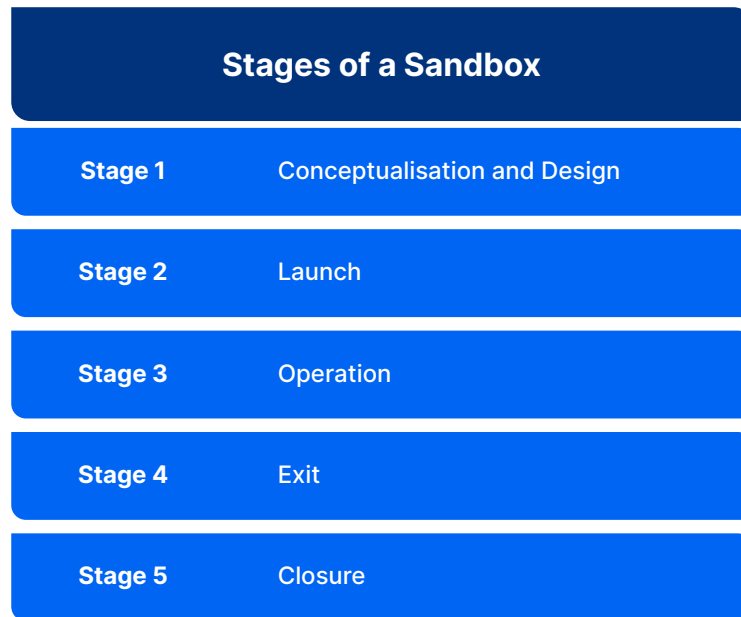 Stages of a Sandbox
Stage 1 Conceptualisation and Design
Stage 2 Launch
Stage 3 Operation
Stage 4 Exit
Stage 5 Closure